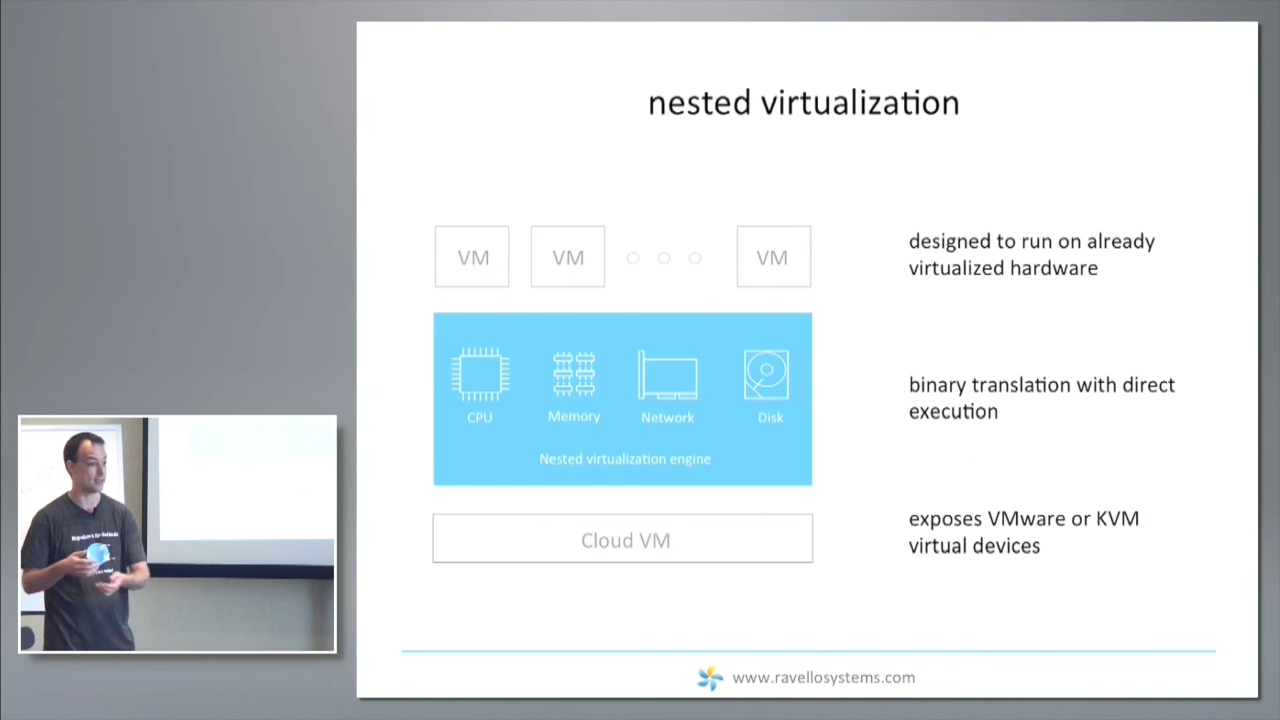 nested virtualization
VM
VM
VM
designed to run on already
virtualized hardware
CPU
Memory
Network
Disk
Nested virtualization engine
binary translation with direct
execution
Cloud VM
exposes VMware or KVM
virtual devices
www.ravellosystems.com